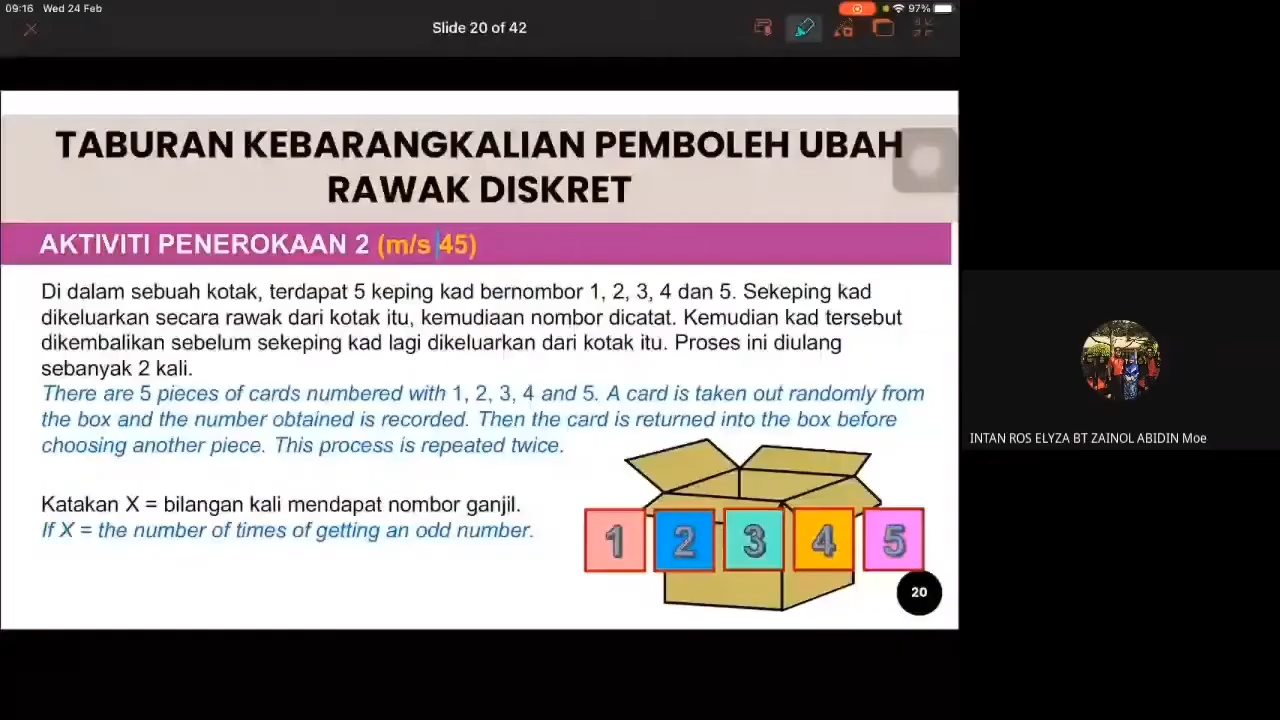 09:16 Wed 24 Feb
97%
Slide 20 of 42
TABURAN KEBARANGKALIAN PEMBOLEH UBAH
RAWAK DISKRET
AKTIVITI PENEROKAAN 2 (m/s 45)
Di dalam sebuah kotak, terdapat 5 keping kad bernombor 1, 2, 3, 4 dan 5. Sekeping kad
dikeluarkan secara rawak dari kotak itu, kemudiaan nombor dicatat. Kemudian kad tersebut
dikembalikan sebelum sekeping kad lagi dikeluarkan dari kotak itu. Proses ini diulang
sebanyak 2 kali.
There are 5 pieces of cards numbered with 1, 2, 3, 4 and 5. A card is taken out randomly from
the box and the number obtained is recorded. Then the card is returned into the box before
choosing another piece. This process is repeated twice.
Katakan X = bilangan kali mendapat nombor ganjil.
If X = the number of times of getting an odd number.
1 2 3 4 5
20
INTAN ROS ELYZA BT ZAINOL ABIDIN Moe